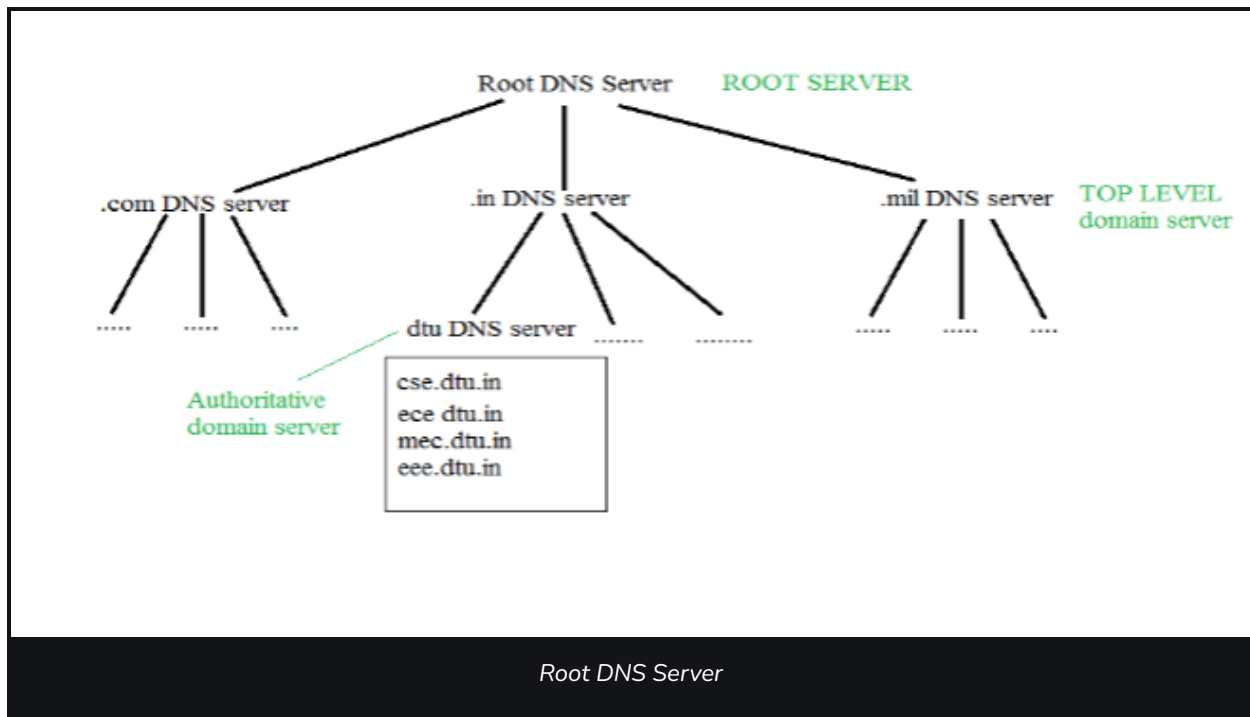 Root DNS Server ROOT SERVER
.com DNS server .in DNS server .mil DNS server TOP LEVEL
domain server
..... ..... .... dtu DNS server ....... ........ ..... ..... ....
Authoritative
domain server
cse.dtu.in
ece dtu.in
mec.dtu.in
eee.dtu.in
Root DNS Server